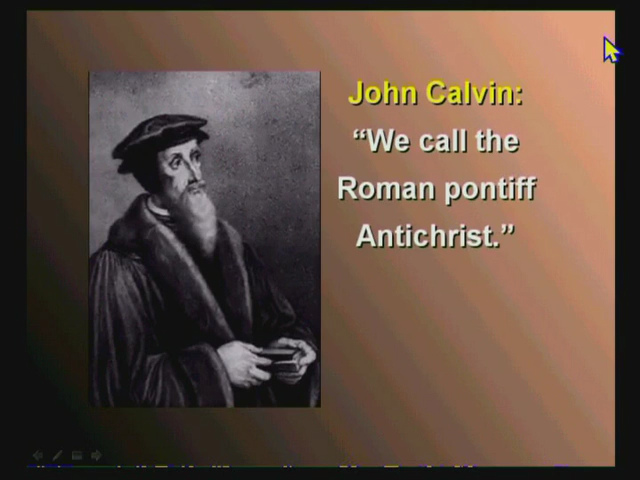 John Calvin:
“We call the
Roman pontiff
Antichrist.”